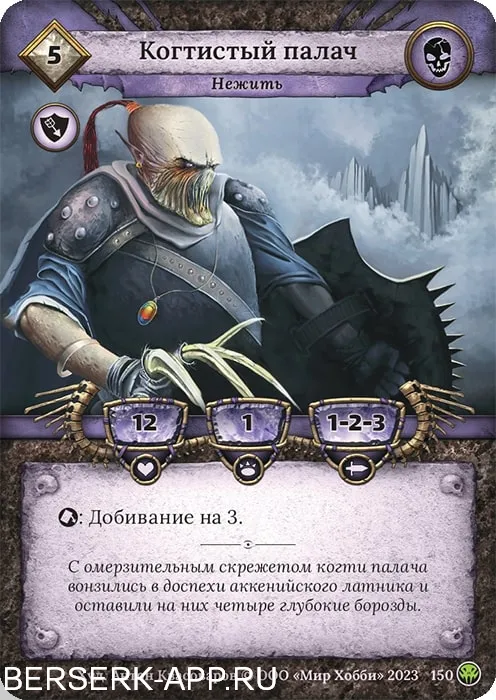 5
Когтистый палач
Нежить
12
1
1-2-3
: Добивание на 3.
С омерзительным скрежетом когти палача
вонзились в доспехи аккенийского латника и
оставили на них четыре глубокие борозды.
© ООО «Мир Хобби» 2023 150
BERSERK-APP.РУ